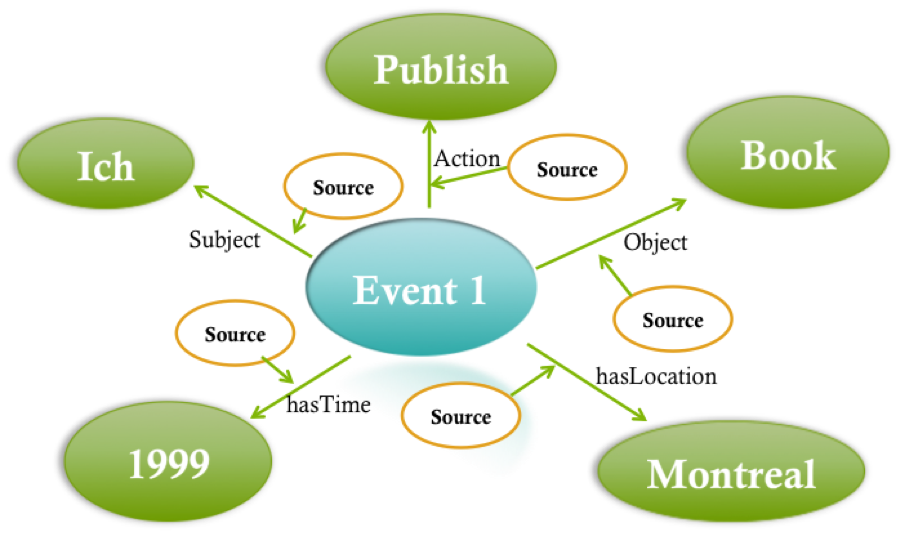 Publish
Ich
Book
Action
Source
Source
Subject
Object
Event 1
Source
Source
hasLocation
hasTime
Source
1999
Montreal